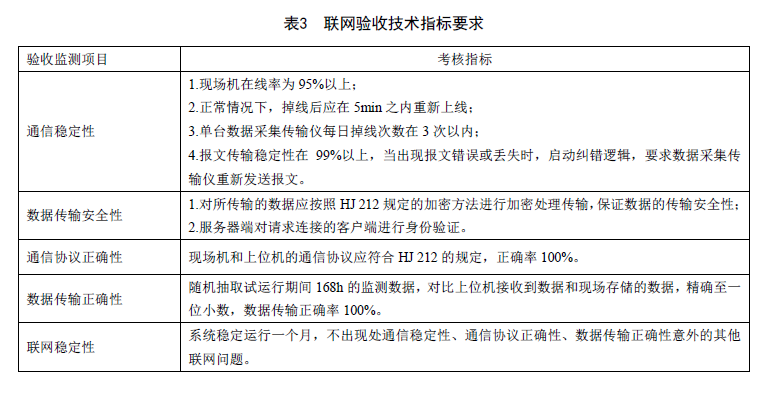 表3 联网验收技术指标要求
验收监测项目 考核指标
通信稳定性
1.现场机在线率为 95%以上；
2.正常情况下，掉线后应在 5min 之内重新上线；
3.单台数据采集传输仪每日掉线次数在 3 次以内；
4.报文传输稳定性在 99%以上，当出现报文错误或丢失时，启动纠错逻辑，要求数据采集传
输仪重新发送报文。
数据传输安全性
1.对所传输的数据应按照 HJ 212 规定的加密方法进行加密处理传输，保证数据的传输安全性；
2.服务器端对请求连接的客户端进行身份验证。
通信协议正确性
现场机和上位机的通信协议应符合 HJ 212 的规定，正确率 100%。
数据传输正确性
随机抽取试运行期间 168h 的监测数据，对比上位机接收到数据和现场存储的数据，精确至一
位小数，数据传输正确率 100%。
联网稳定性
系统稳定运行一个月，不出现处通信稳定性、通信协议正确性、数据传输正确性意外的其他
联网问题。